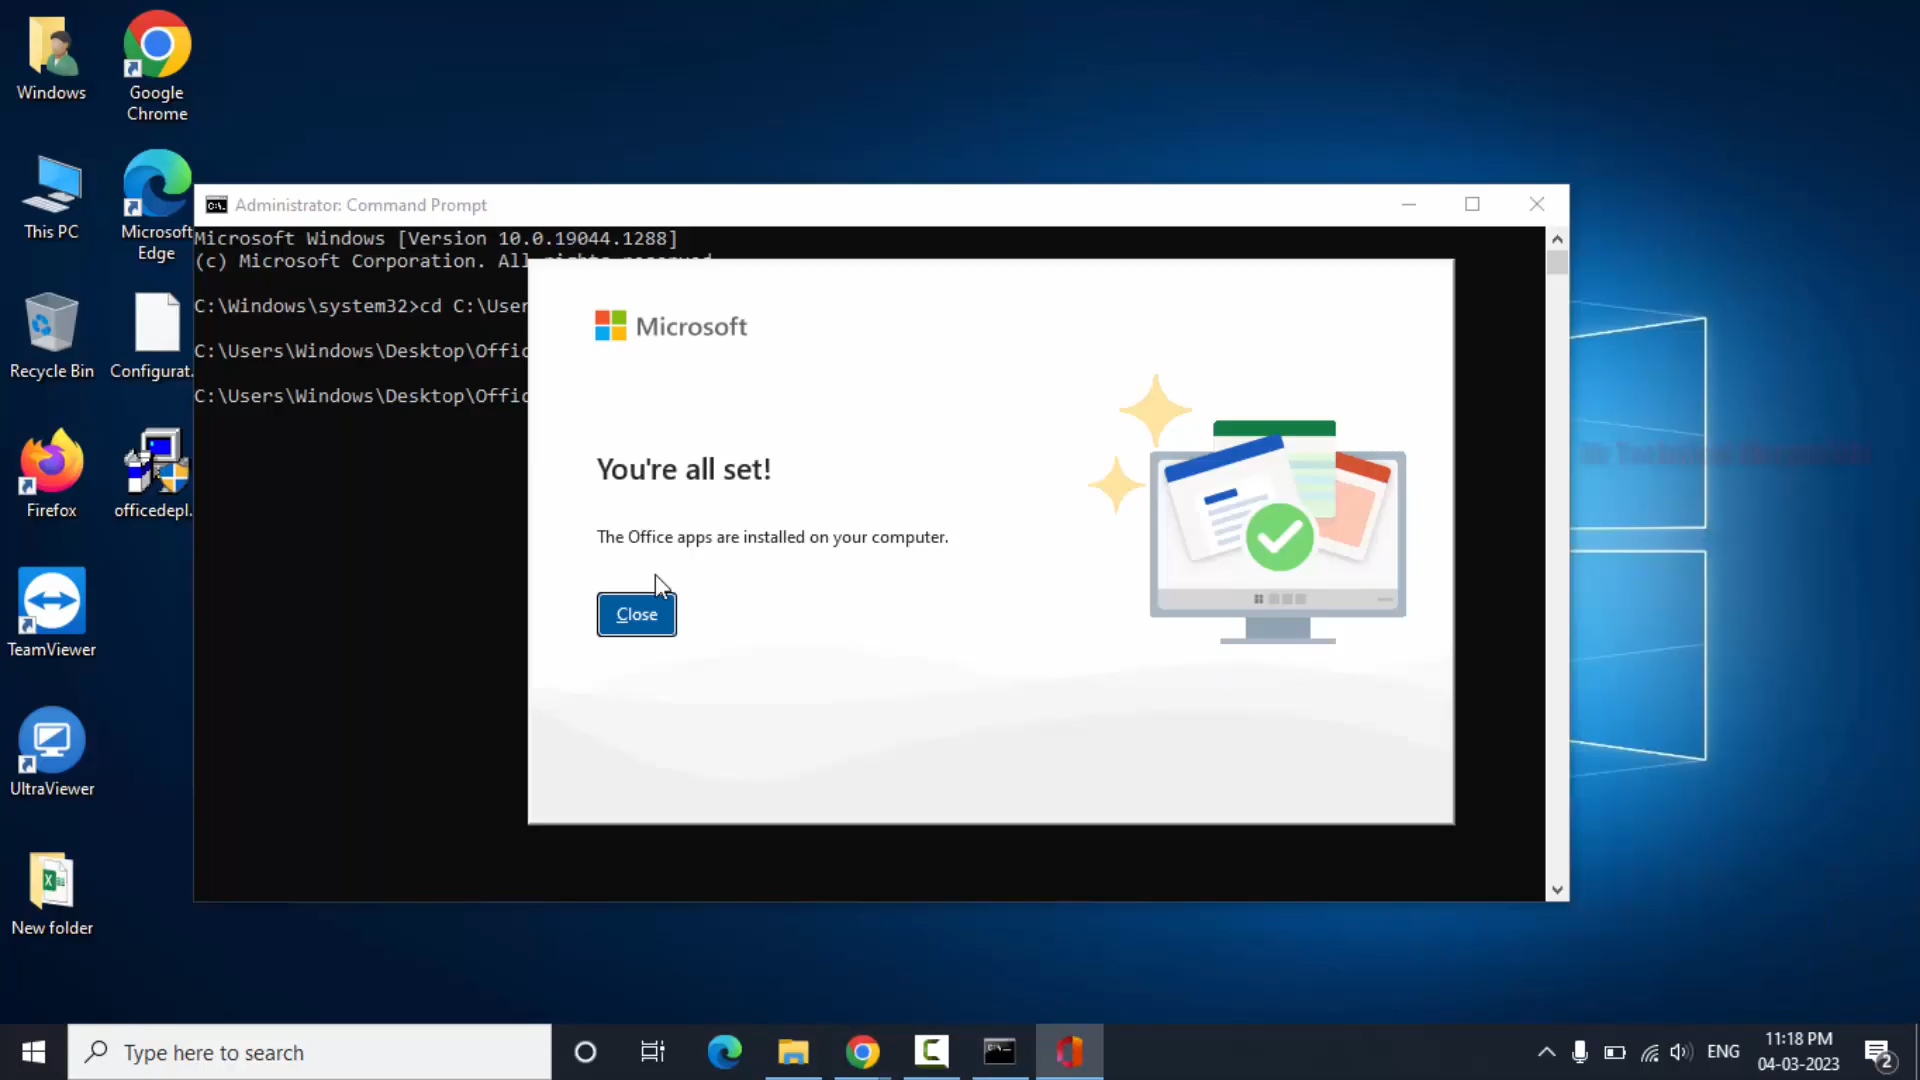 Windows
Google
Chrome
This PC
Microsoft
Edge
Recycle Bin
Configurat...
Firefox
officedepl...
TeamViewer
UltraViewer
New folder
Administrator: Command Prompt
Microsoft Windows [Version 10.0.19044.1288]
(c) Microsoft Corporation. All rights reserved.
C:\Windows\system32>cd C:\User
C:\Users\Windows\Desktop\Offic
C:\Users\Windows\Desktop\Offic
Microsoft
You're all set!
The Office apps are installed on your computer.
Close
Type here to search
ENG
11:18 PM
04-03-2023
2